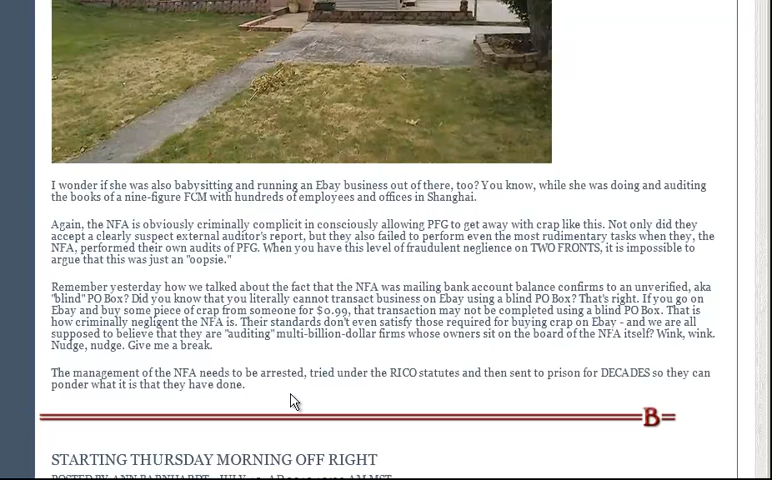 I wonder if she was also babysitting and running an Ebay business out of there, too? You know, while she was doing and auditing
the books of a nine-figure FCM with hundreds of employees and offices in Shanghai.
Again, the NFA is obviously criminally complicit in consciously allowing PFG to get away with crap like this. Not only did they
accept a clearly suspect external auditor's report, but they also failed to perform even the most rudimentary tasks when they, the
NFA, performed their own audits of PFG. When you have this level of fraudulent neglience on TWO FRONTS, it is impossible to
argue that this was just an "oopsie."
Remember yesterday how we talked about the fact that the NFA was mailing bank account balance confirms to an unverified, aka
"blind" PO Box? Did you know that you literally cannot transact business on Ebay using a blind PO Box? That's right. If you go on
Ebay and buy some piece of crap from someone for $0.99, that transaction may not be completed using a blind PO Box. That is
how criminally negligent the NFA is. Their standards don't even satisfy those required for buying crap on Ebay - and we are all
supposed to believe that they are "auditing" multi-billion-dollar firms whose owners sit on the board of the NFA itself? Wink, wink.
Nudge, nudge. Give me a break.
The management of the NFA needs to be arrested, tried under the RICO statutes and then sent to prison for DECADES so they can
ponder what it is that they have done.
B
STARTING THURSDAY MORNING OFF RIGHT
POSTED BY ANN BARNHARDT - JULY